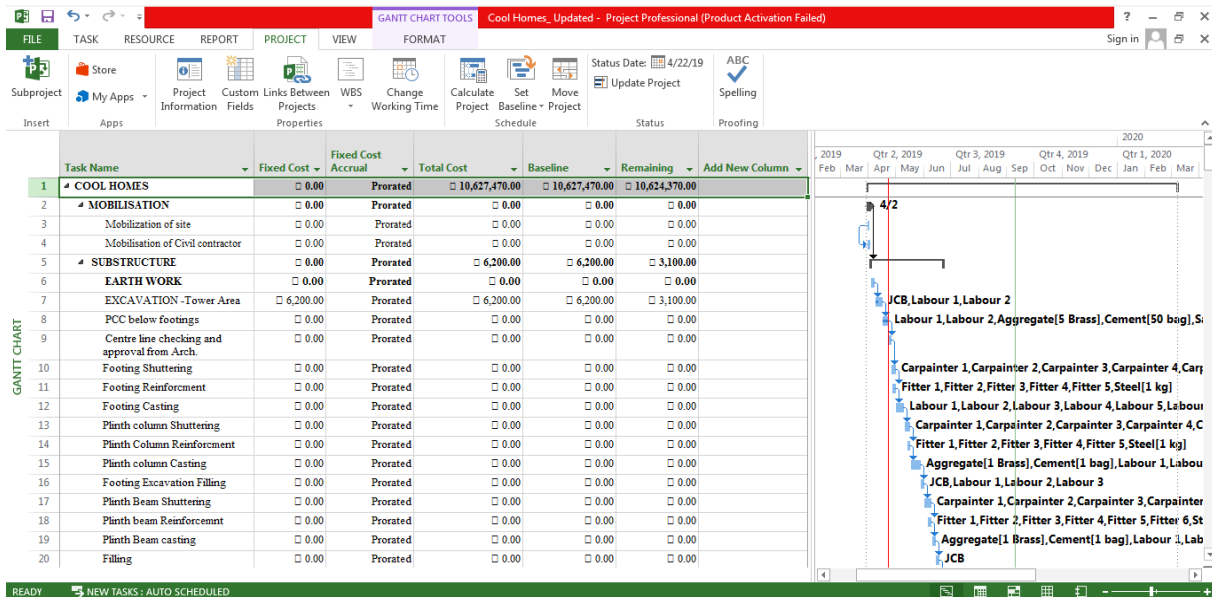 GANTT CHART TOOLS
Cool Homes_ Updated - Project Professional (Product Activation Failed)
FILE TASK RESOURCE REPORT PROJECT VIEW FORMAT Sign in
Subproject
Store
My Apps
Project Information
Custom Fields
Links Between Projects
WBS
Change Working Time
Calculate Project
Set Baseline
Move Project
Status Date: 4/22/19
Update Project
ABC
Spelling
Insert Apps Properties Schedule Status Proofing
Task Name Fixed Cost Fixed Cost Accrual Total Cost Baseline Remaining Add New Column
1 COOL HOMES 0.00 Prorated 10,627,470.00 10,627,470.00 10,624,370.00
2 MOBILISATION 0.00 Prorated 0.00 0.00 0.00
3 Mobilization of site 0.00 Prorated 0.00 0.00 0.00
4 Mobilisation of Civil contractor 0.00 Prorated 0.00 0.00 0.00
5 SUBSTRUCTURE 0.00 Prorated 6,200.00 6,200.00 3,100.00
6 EARTH WORK 0.00 Prorated 0.00 0.00 0.00
7 EXCAVATION -Tower Area 6,200.00 Prorated 6,200.00 6,200.00 3,100.00
8 PCC below footings 0.00 Prorated 0.00 0.00 0.00
9 Centre line checking and approval from Arch. 0.00 Prorated 0.00 0.00 0.00
10 Footing Shuttering 0.00 Prorated 0.00 0.00 0.00
11 Footing Reinforcment 0.00 Prorated 0.00 0.00 0.00
12 Footing Casting 0.00 Prorated 0.00 0.00 0.00
13 Plinth column Shuttering 0.00 Prorated 0.00 0.00 0.00
14 Plinth Column Reinforcment 0.00 Prorated 0.00 0.00 0.00
15 Plinth column Casting 0.00 Prorated 0.00 0.00 0.00
16 Footing Excavation Filling 0.00 Prorated 0.00 0.00 0.00
17 Plinth Beam Shuttering 0.00 Prorated 0.00 0.00 0.00
18 Plinth beam Reinforcemnt 0.00 Prorated 0.00 0.00 0.00
19 Plinth Beam casting 0.00 Prorated 0.00 0.00 0.00
20 Filling 0.00 Prorated 0.00 0.00 0.00
GANTT CHART
2020
, 2019 Qtr 2, 2019 Qtr 3, 2019 Qtr 4, 2019 Qtr 1, 2020
Feb Mar Apr May Jun Jul Aug Sep Oct Nov Dec Jan Feb Mar
4/2
JCB,Labour 1,Labour 2
Labour 1,Labour 2,Aggregate[5 Brass],Cement[50 bag],Sa
Carpainter 1,Carpainter 2,Carpainter 3,Carpainter 4,Carp
Fitter 1,Fitter 2,Fitter 3,Fitter 4,Fitter 5,Steel[1 kg]
Labour 1,Labour 2,Labour 3,Labour 4,Labour 5,Labour
Carpainter 1,Carpainter 2,Carpainter 3,Carpainter 4,C
Fitter 1,Fitter 2,Fitter 3,Fitter 4,Fitter 5,Steel[1 kg]
Aggregate[1 Brass],Cement[1 bag],Labour 1,Labou
JCB,Labour 1,Labour 2,Labour 3
Carpainter 1,Carpainter 2,Carpainter 3,Carpainter
Fitter 1,Fitter 2,Fitter 3,Fitter 4,Fitter 5,Fitter 6,St
Aggregate[1 Brass],Cement[1 bag],Labour 1,Lab
JCB
READY NEW TASKS : AUTO SCHEDULED